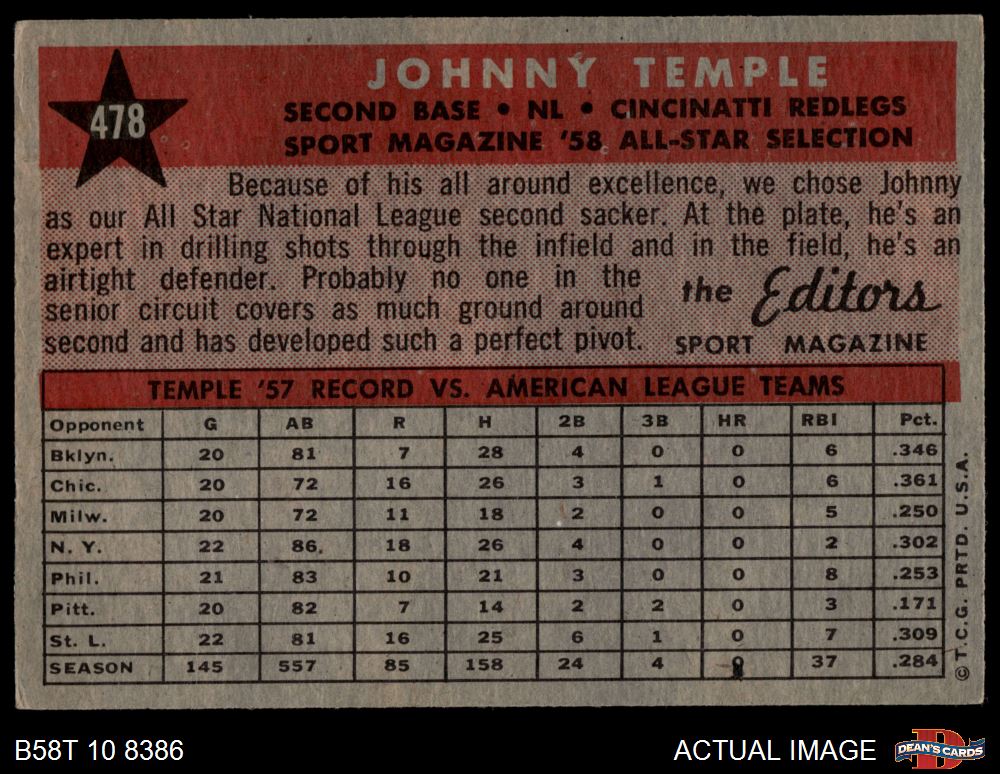 478
JOHNNY TEMPLE
SECOND BASE • NL • CINCINATTI REDLEGS
SPORT MAGAZINE '58 ALL-STAR SELECTION
Because of his all around excellence, we chose Johnny
as our All Star National League second sacker. At the plate, he's an
expert in drilling shots through the infield and in the field, he's an
airtight defender. Probably no one in the
senior circuit covers as much ground around
second and has developed such a perfect pivot.
the Editors
SPORT MAGAZINE
TEMPLE '57 RECORD VS. AMERICAN LEAGUE TEAMS
Opponent G AB R H 2B 3B HR RBI Pct.
Bklyn. 20 81 7 28 4 0 0 6 .346
Chic. 20 72 16 26 3 1 0 6 .361
Milw. 20 72 11 18 2 0 0 5 .250
N. Y. 22 86. 18 26 4 0 0 2 .302
Phil. 21 83 10 21 3 0 0 8 .253
Pitt. 20 82 7 14 2 2 0 3 .171
St. L. 22 81 16 25 6 1 0 7 .309
SEASON 145 557 85 158 24 4 0 37 .284
© T.C.G. PRTD. U.S.A.
B58T 10 8386
ACTUAL IMAGE
D
DEAN'S CARDS